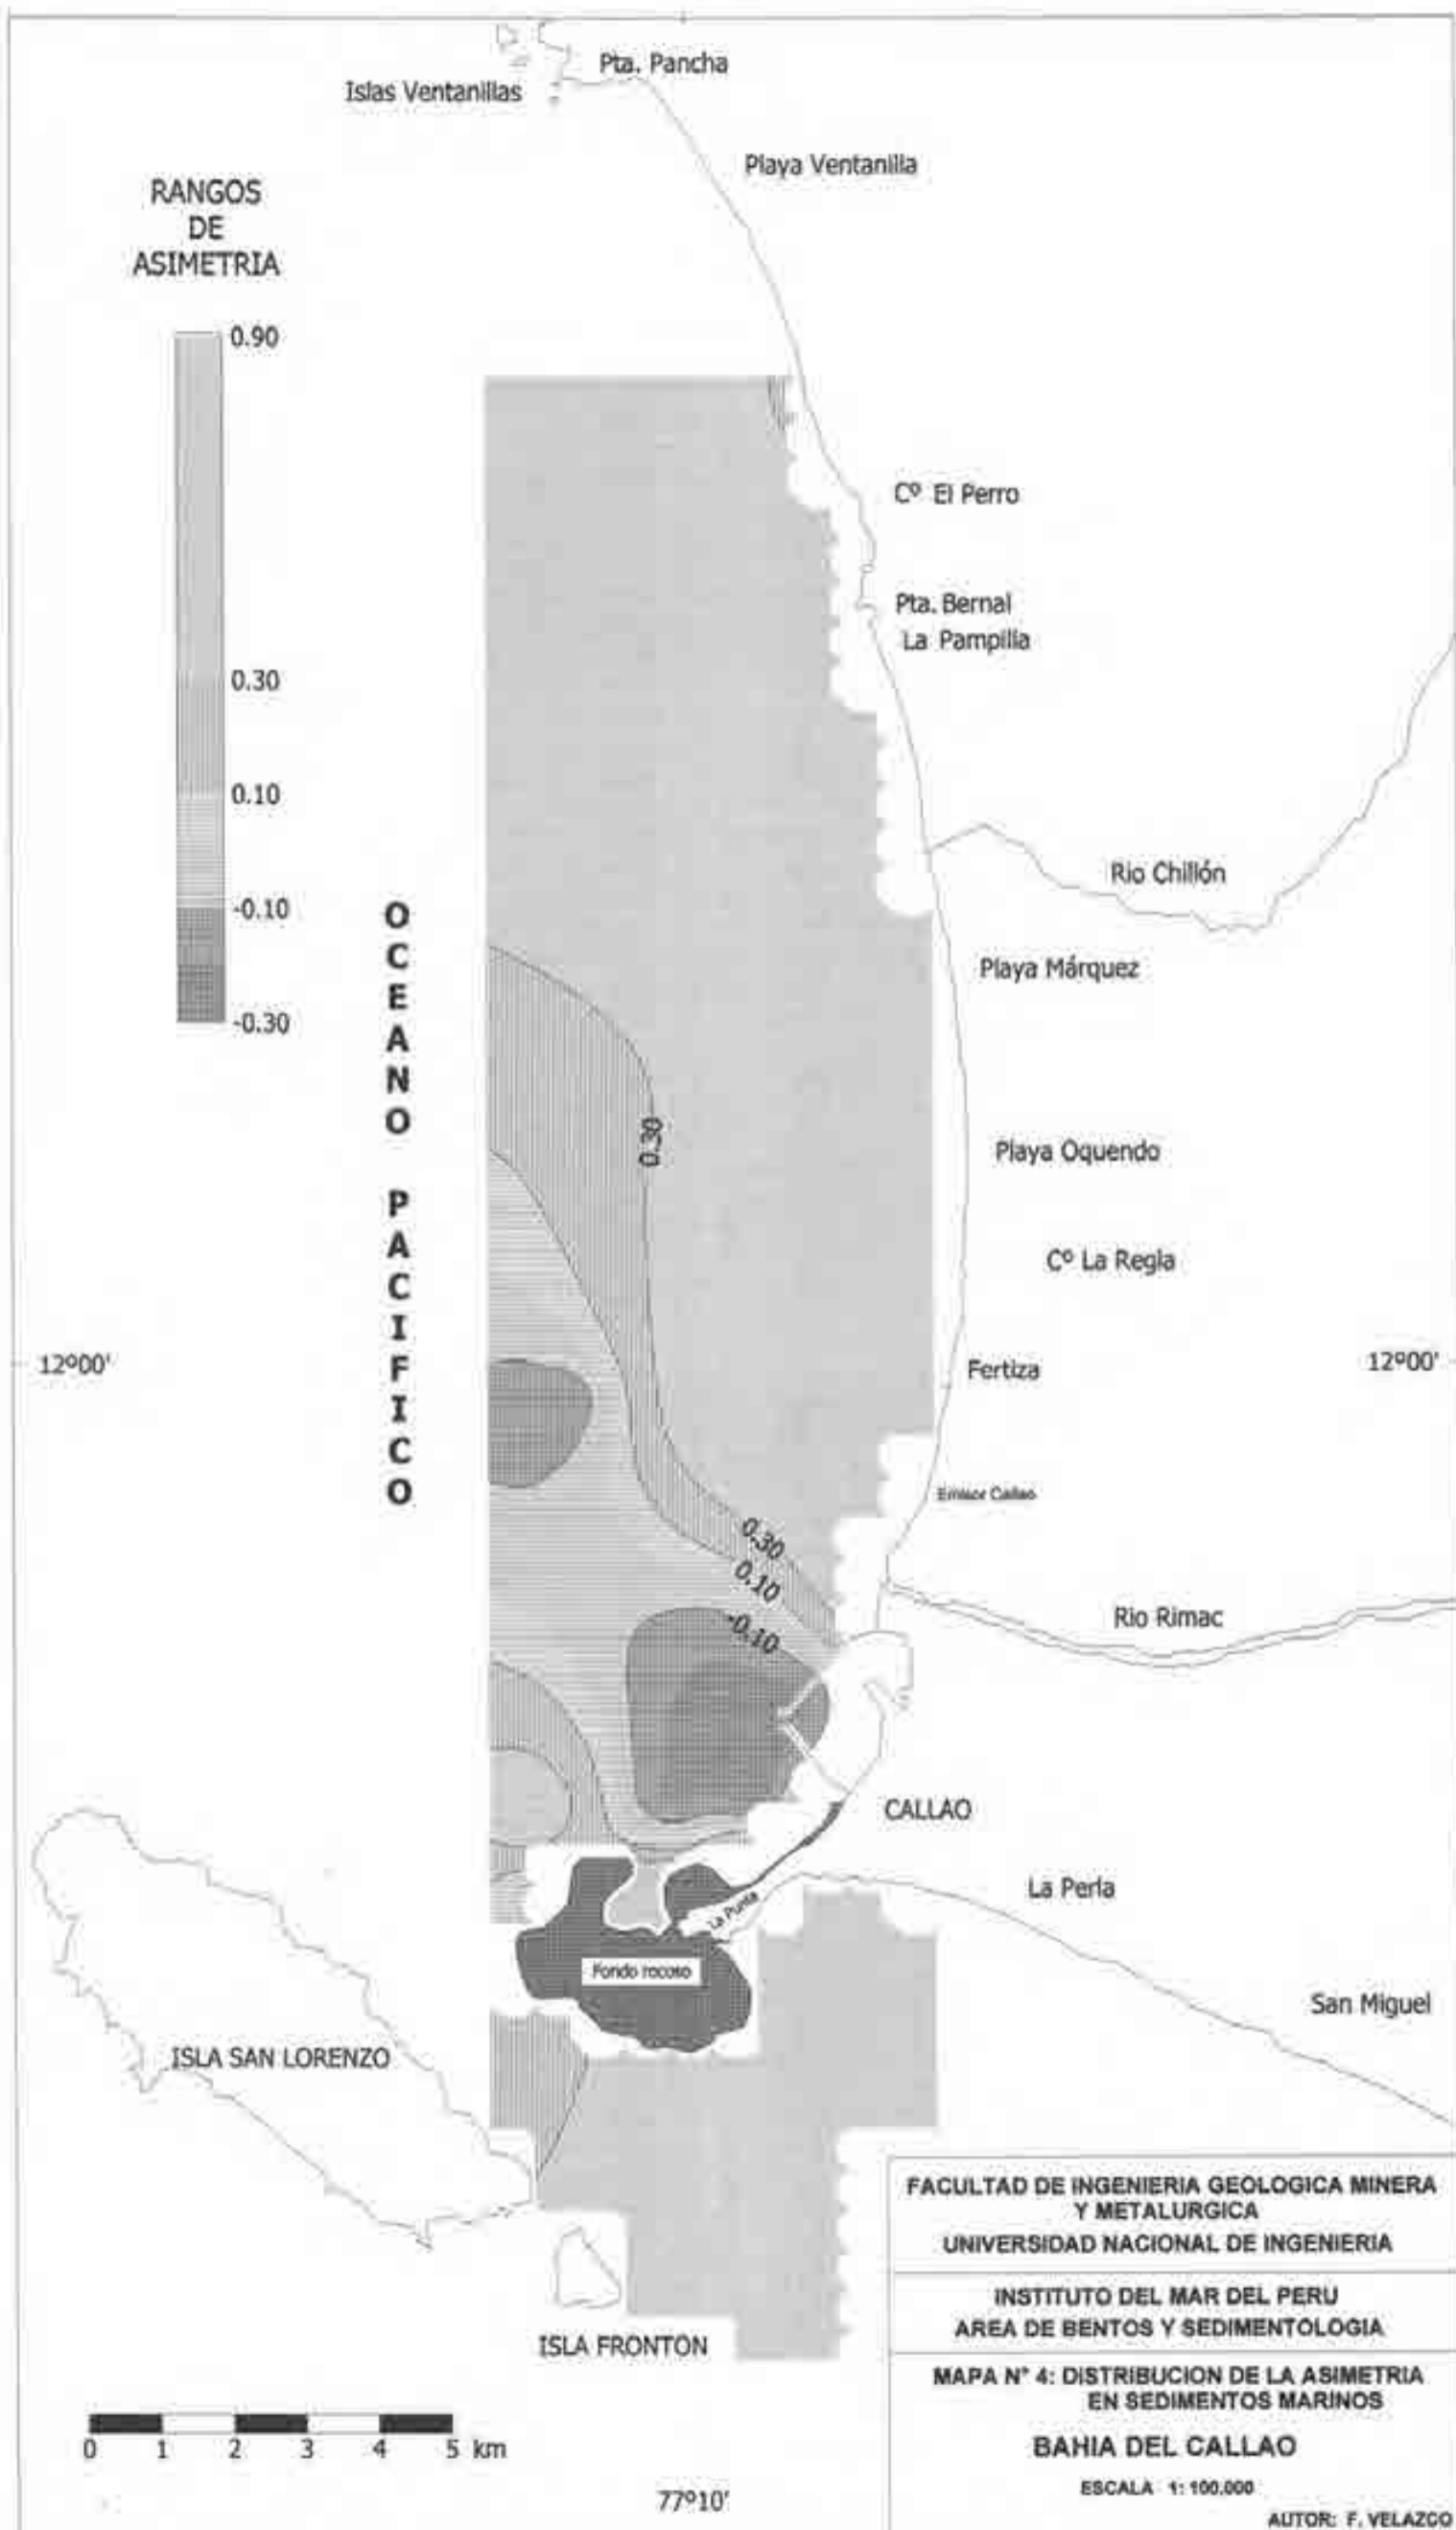 Pta. Pancha
Islas Ventanillas
Playa Ventanilla
RANGOS
DE
ASIMETRIA
0.90
0.30
0.10
-0.10
-0.30
Cº El Perro
Pta. Bernal
La Pampilla
Rio Chillón
OCEANO PACIFICO
Playa Márquez
0.30
Playa Oquendo
Cº La Regla
12º00'
12º00'
Fertiza
Emisor Callao
0.30
0.10
-0.10
Rio Rimac
CALLAO
La Perla
La Punta
Fondo rocoso
San Miguel
ISLA SAN LORENZO
ISLA FRONTON
0 1 2 3 4 5 km
77º10'
FACULTAD DE INGENIERIA GEOLOGICA MINERA
Y METALURGICA
UNIVERSIDAD NACIONAL DE INGENIERIA
INSTITUTO DEL MAR DEL PERU
AREA DE BENTOS Y SEDIMENTOLOGIA
MAPA N° 4: DISTRIBUCION DE LA ASIMETRIA
EN SEDIMENTOS MARINOS
BAHIA DEL CALLAO
ESCALA 1: 100.000
AUTOR: F. VELAZCO